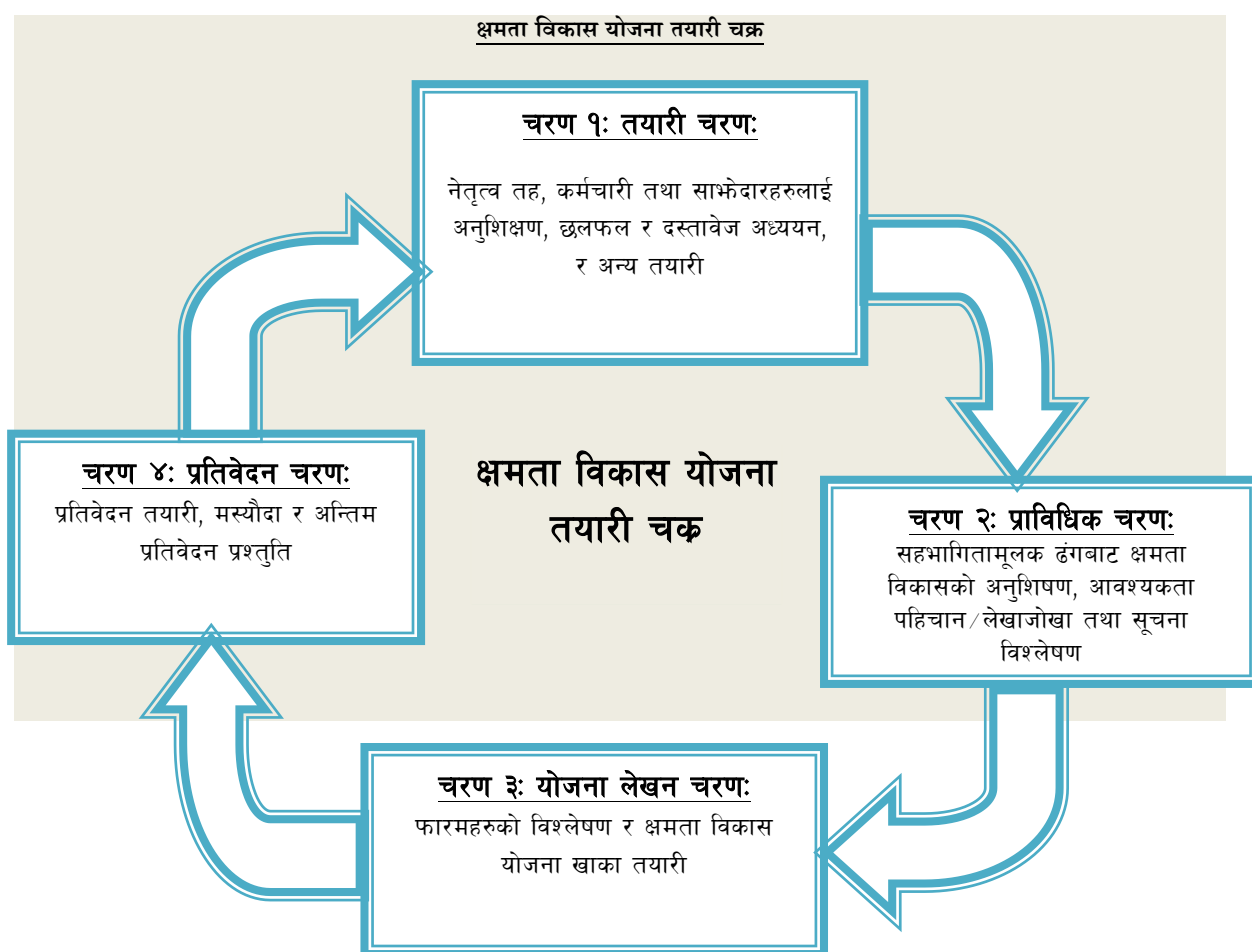 क्षमता विकास योजना तयारी चक्र
चरण १ः तयारी चरणः
नेतृत्व तह, कर्मचारी तथा साझेदारहरुलाई
अनुशिक्षण, छलफल र दस्तावेज अध्ययन,
र अन्य तयारी
क्षमता विकास योजना
तयारी चक्र
चरण २ः प्राविधिक चरणः
सहभागितामूलक ढंगबाट क्षमता
विकासको अनुशिषण, आवश्यकता
पहिचान/लेखाजोखा तथा सूचना
विश्लेषण
चरण ३ः योजना लेखन चरणः
फारमहरुको विश्लेषण र क्षमता विकास
योजना खाका तयारी
चरण ४ः प्रतिवेदन चरणः
प्रतिवेदन तयारी, मस्यौदा र अन्तिम
प्रतिवेदन प्रश्तुति